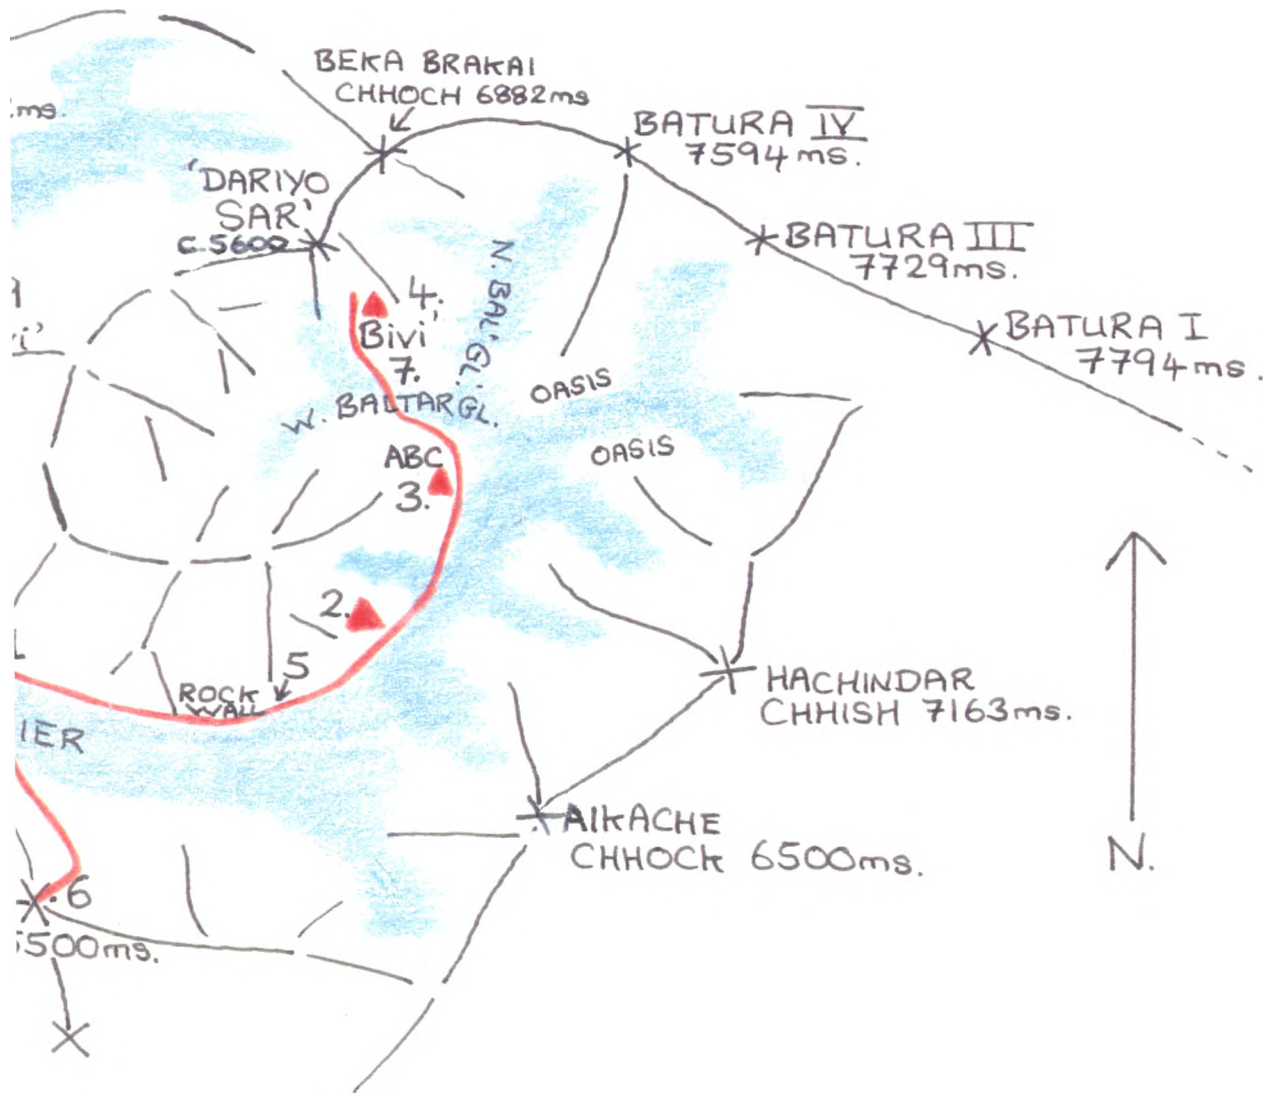 BEKA BRAKAI
CHHOCH 6882ms
ms.
BATURA IV
7594ms.
'DARIYO
SAR'
C.5600
BATURA III
7729ms.
N. BAL' GL'.
4.
Bivi'
7.
BATURA I
7794ms.
OASIS
W. BALTAR GL.
OASIS
ABC
3.
2.
5
ROCK
WALL
HACHINDAR
CHHISH 7163ms.
IER
AIKACHE
CHHOCK 6500ms.
N.
.6
500ms.